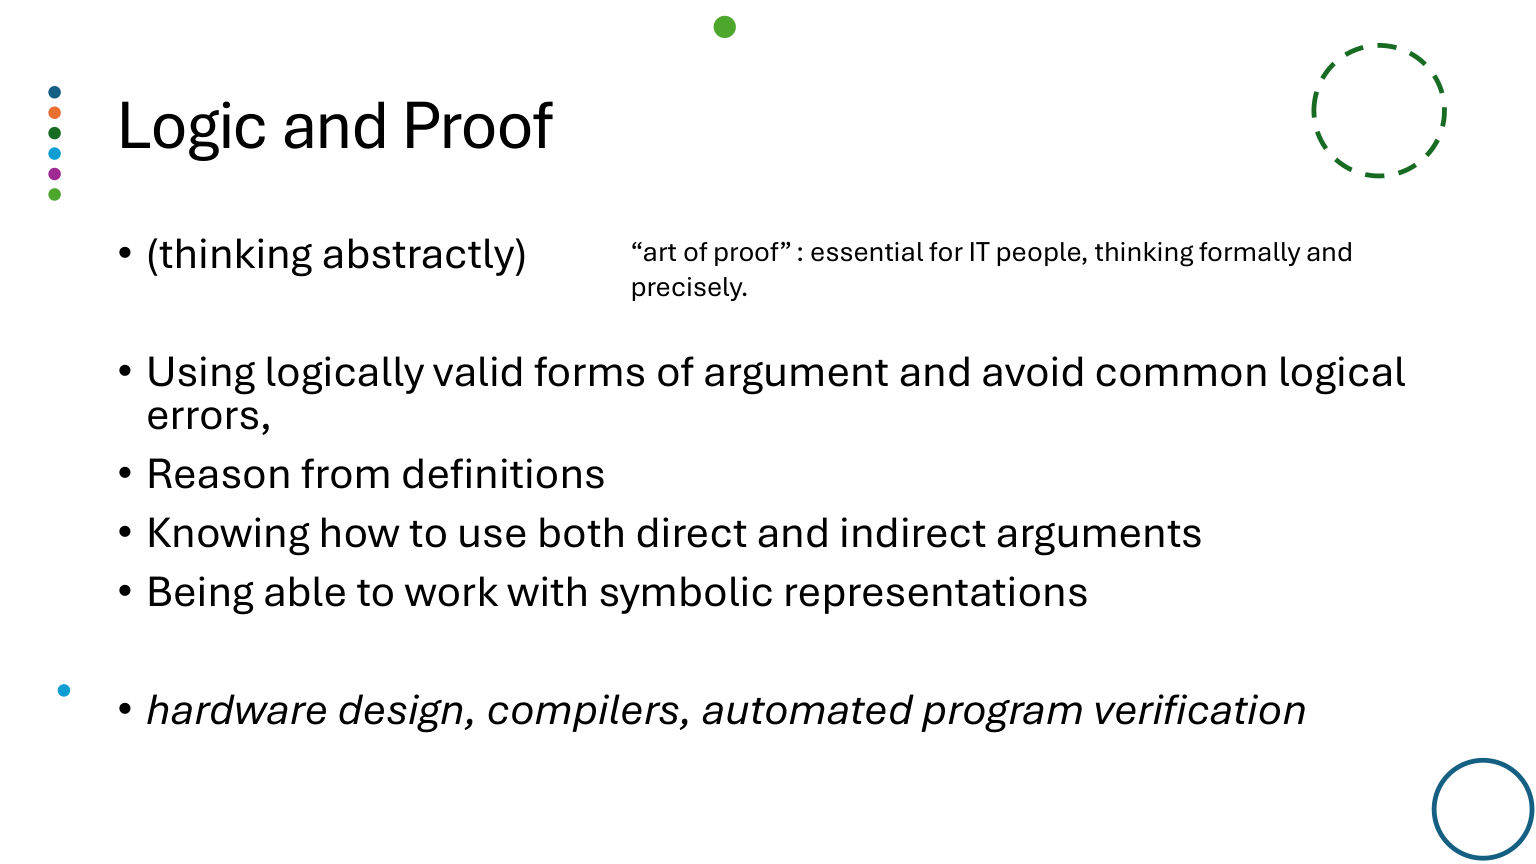 Logic and Proof
• (thinking abstractly)
“art of proof” : essential for IT people, thinking formally and
precisely.
• Using logically valid forms of argument and avoid common logical
errors,
• Reason from definitions
• Knowing how to use both direct and indirect arguments
• Being able to work with symbolic representations
• hardware design, compilers, automated program verification